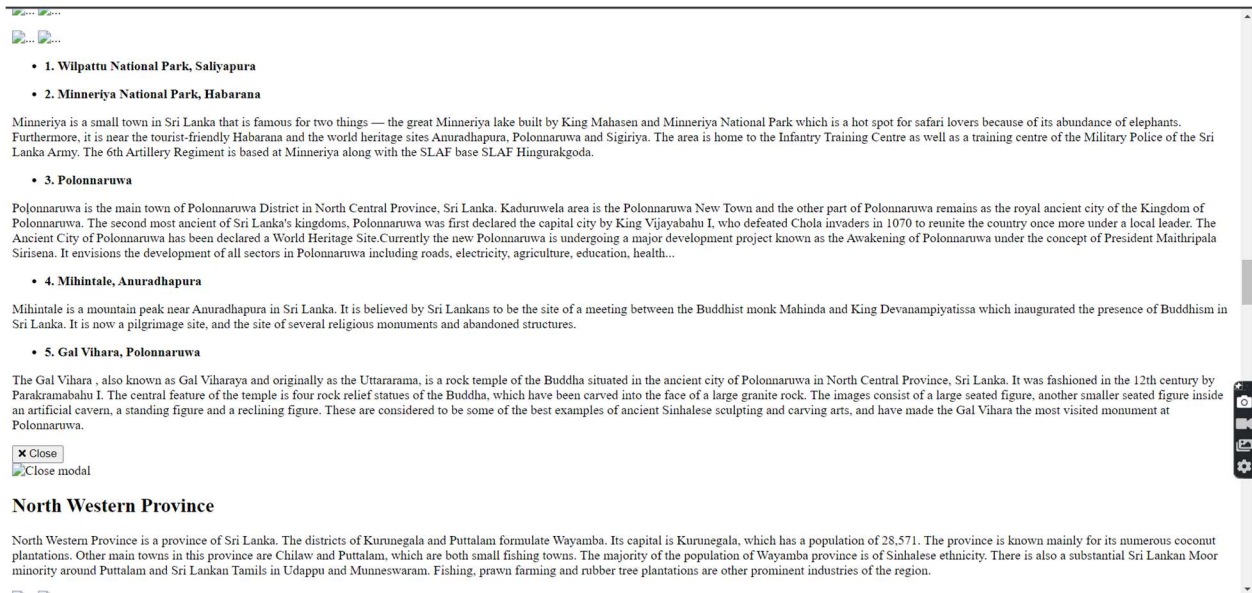 ... ...
... ...
• 1. Wilpattu National Park, Saliyapura
• 2. Minneriya National Park, Habarana
Minneriya is a small town in Sri Lanka that is famous for two things — the great Minneriya lake built by King Mahasen and Minneriya National Park which is a hot spot for safari lovers because of its abundance of elephants.
Furthermore, it is near the tourist-friendly Habarana and the world heritage sites Anuradhapura, Polonnaruwa and Sigiriya. The area is home to the Infantry Training Centre as well as a training centre of the Military Police of the Sri
Lanka Army. The 6th Artillery Regiment is based at Minneriya along with the SLAF base SLAF Hingurakgoda.
• 3. Polonnaruwa
Poḷonnaruwa is the main town of Polonnaruwa District in North Central Province, Sri Lanka. Kaduruwela area is the Polonnaruwa New Town and the other part of Polonnaruwa remains as the royal ancient city of the Kingdom of
Polonnaruwa. The second most ancient of Sri Lanka's kingdoms, Polonnaruwa was first declared the capital city by King Vijayabahu I, who defeated Chola invaders in 1070 to reunite the country once more under a local leader. The
Ancient City of Polonnaruwa has been declared a World Heritage Site.Currently the new Polonnaruwa is undergoing a major development project known as the Awakening of Polonnaruwa under the concept of President Maithripala
Sirisena. It envisions the development of all sectors in Polonnaruwa including roads, electricity, agriculture, education, health...
• 4. Mihintale, Anuradhapura
Mihintale is a mountain peak near Anuradhapura in Sri Lanka. It is believed by Sri Lankans to be the site of a meeting between the Buddhist monk Mahinda and King Devanampiyatissa which inaugurated the presence of Buddhism in
Sri Lanka. It is now a pilgrimage site, and the site of several religious monuments and abandoned structures.
• 5. Gal Vihara, Polonnaruwa
The Gal Vihara , also known as Gal Viharaya and originally as the Uttararama, is a rock temple of the Buddha situated in the ancient city of Polonnaruwa in North Central Province, Sri Lanka. It was fashioned in the 12th century by
Parakramabahu I. The central feature of the temple is four rock relief statues of the Buddha, which have been carved into the face of a large granite rock. The images consist of a large seated figure, another smaller seated figure inside
an artificial cavern, a standing figure and a reclining figure. These are considered to be some of the best examples of ancient Sinhalese sculpting and carving arts, and have made the Gal Vihara the most visited monument at
Polonnaruwa.
✕ Close
Close modal
North Western Province
North Western Province is a province of Sri Lanka. The districts of Kurunegala and Puttalam formulate Wayamba. Its capital is Kurunegala, which has a population of 28,571. The province is known mainly for its numerous coconut
plantations. Other main towns in this province are Chilaw and Puttalam, which are both small fishing towns. The majority of the population of Wayamba province is of Sinhalese ethnicity. There is also a substantial Sri Lankan Moor
minority around Puttalam and Sri Lankan Tamils in Udappu and Munneswaram. Fishing, prawn farming and rubber tree plantations are other prominent industries of the region.